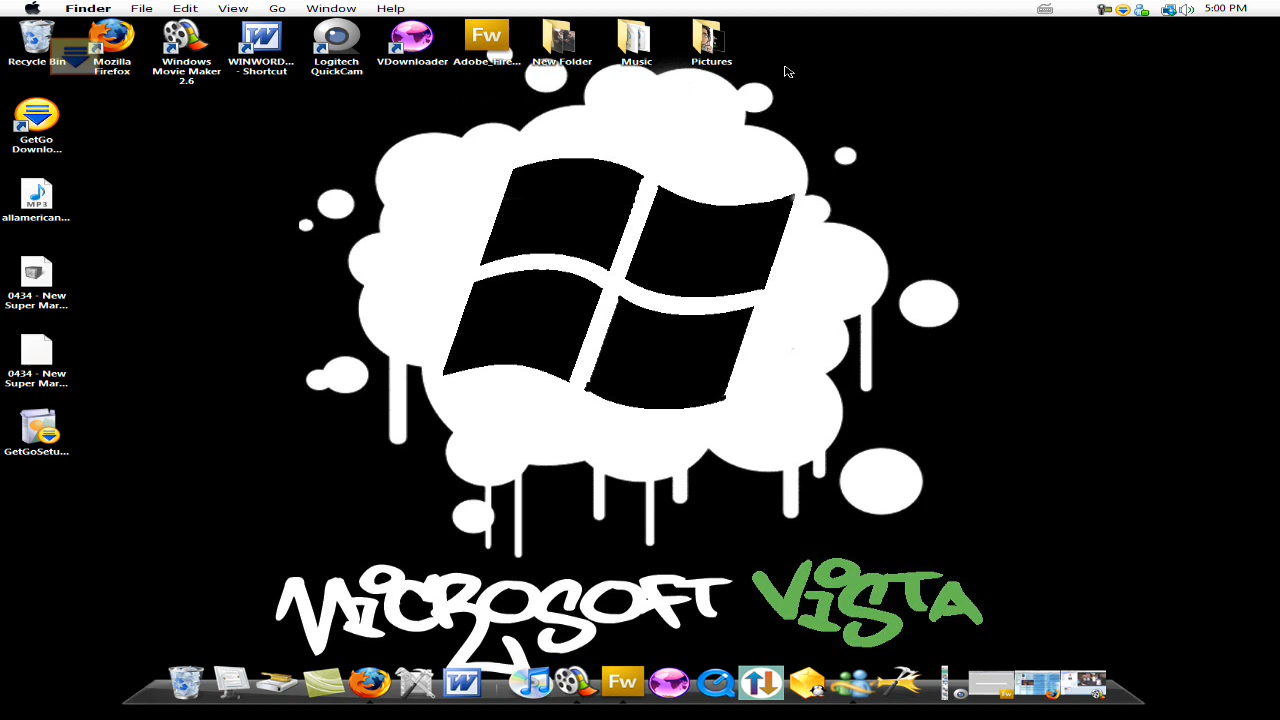 Finder File Edit View Go Window Help 5:00 PM
Recycle Bin
Mozilla
Firefox
Windows
Movie Maker
2.6
WINWORD...
- Shortcut
Logitech
QuickCam
VDownloader
Fw
Adobe_Fire...
New Folder
Music
Pictures
GetGo
Downlo...
MP3
allamerican...
0434 - New
Super Mar...
0434 - New
Super Mar...
GetGoSetu...
Microsoft Vista
W
Fw